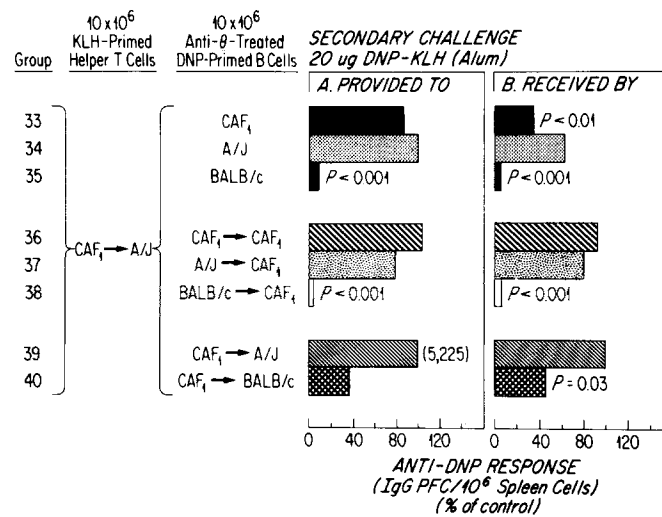 10 x 10⁶ KLH-Primed Helper T Cells
10 x 10⁶ Anti-θ-Treated DNP-Primed B Cells
Group
SECONDARY CHALLENGE
20 ug DNP-KLH (Alum)
A. PROVIDED TO
B. RECEIVED BY
33 CAF₁ P < 0.01
34 A/J
35 BALB/c P < 0.001 P < 0.001
CAF₁ → A/J
36 CAF₁ → CAF₁
37 A/J → CAF₁
38 BALB/c → CAF₁ P < 0.001 P < 0.001
39 CAF₁ → A/J (5,225)
40 CAF₁ → BALB/c P = 0.03
0 40 80 120 0 40 80 120
ANTI-DNP RESPONSE
(IgG PFC/10⁶ Spleen Cells)
(% of control)